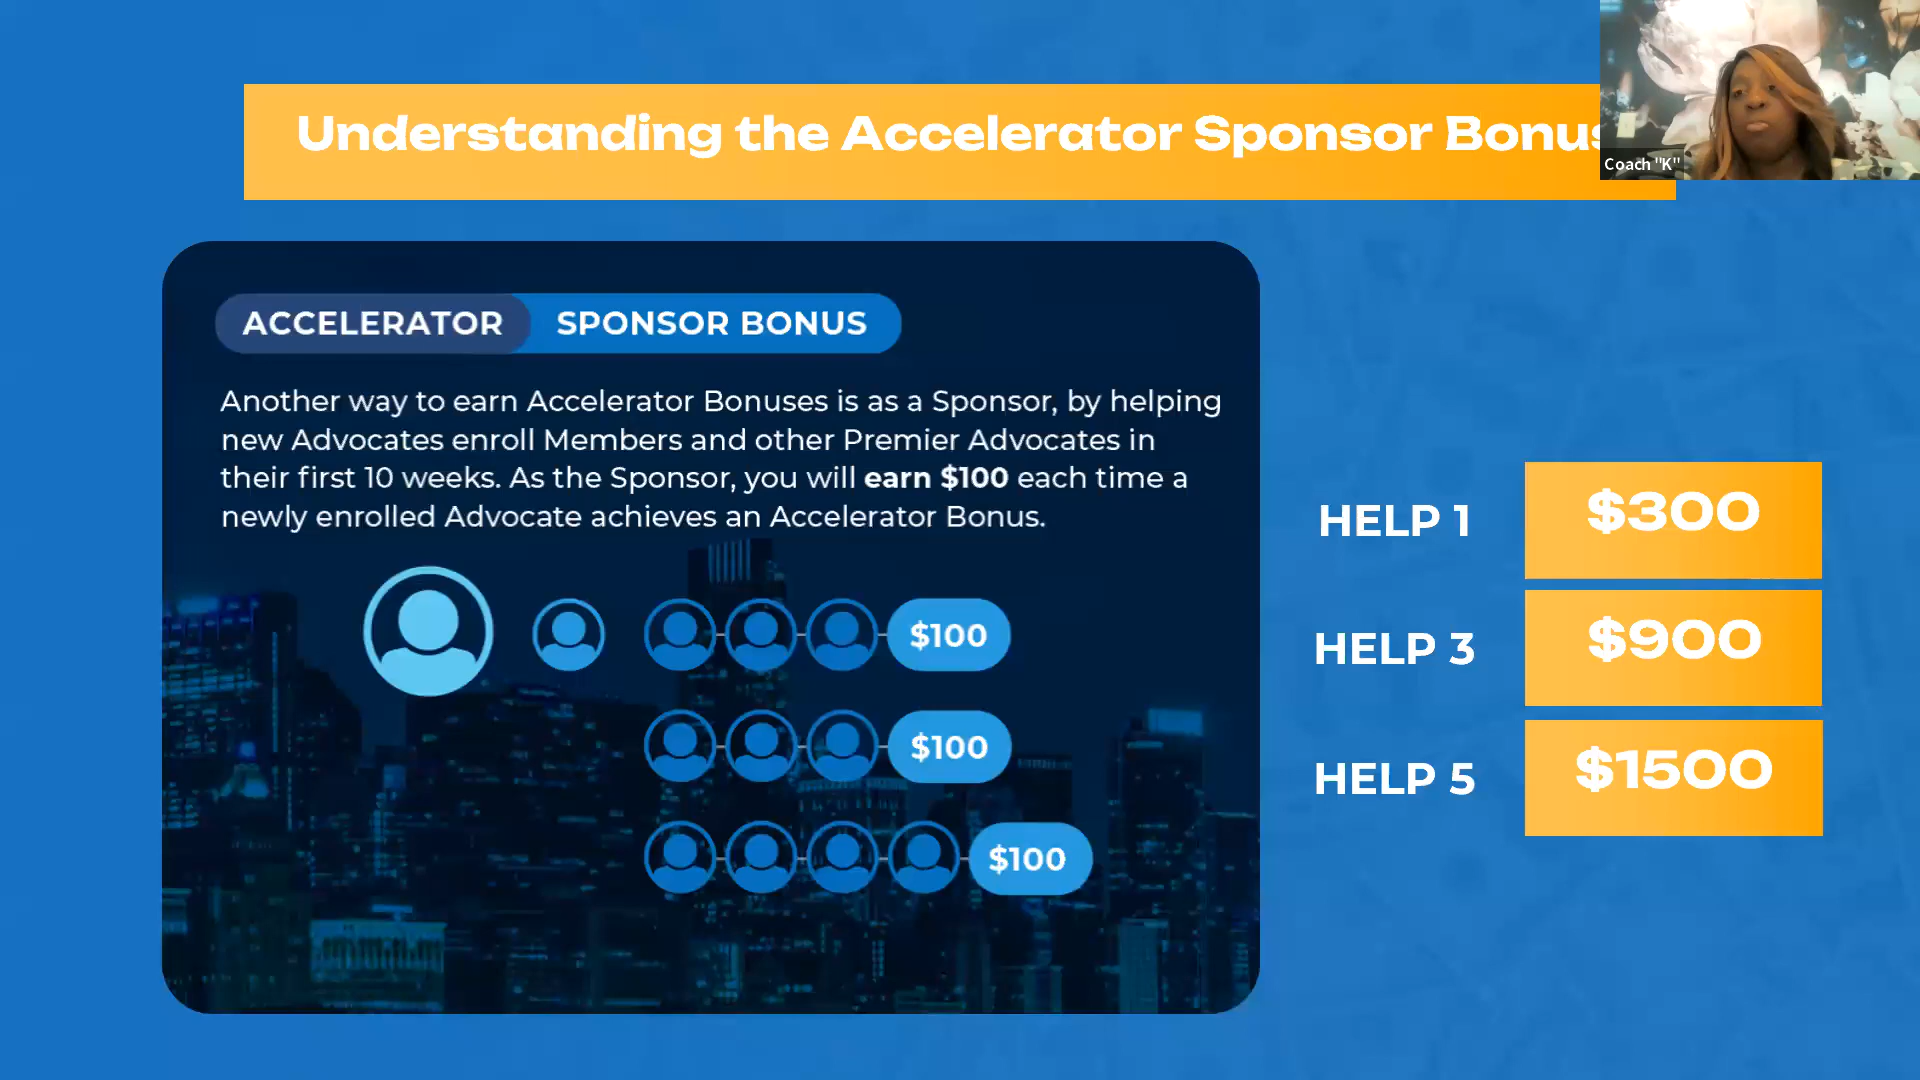 Understanding the Accelerator Sponsor Bonus
Coach "K"
ACCELERATOR SPONSOR BONUS
Another way to earn Accelerator Bonuses is as a Sponsor, by helping
new Advocates enroll Members and other Premier Advocates in
their first 10 weeks. As the Sponsor, you will earn $100 each time a
newly enrolled Advocate achieves an Accelerator Bonus.
$100
$100
$100
HELP 1 $300
HELP 3 $900
HELP 5 $1500